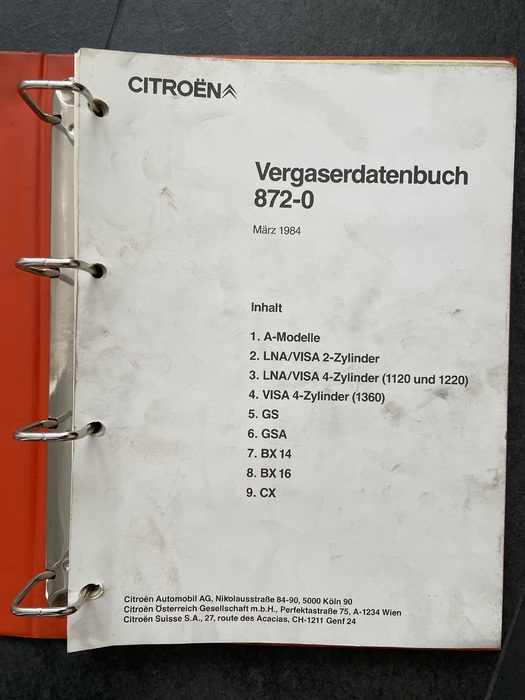 CITROËN
Vergaserdatenbuch
872-0
März 1984
Inhalt
1. A-Modelle
2. LNA/VISA 2-Zylinder
3. LNA/VISA 4-Zylinder (1120 und 1220)
4. VISA 4-Zylinder (1360)
5. GS
6. GSA
7. BX 14
8. BX 16
9. CX
Citroën Automobil AG, Nikolausstraße 84-90, 5000 Köln 90
Citroën Österreich Gesellschaft m.b.H., Perfektastraße 75, A-1234 Wien
Citroën Suisse S.A., 27, route des Acacias, CH-1211 Genf 24